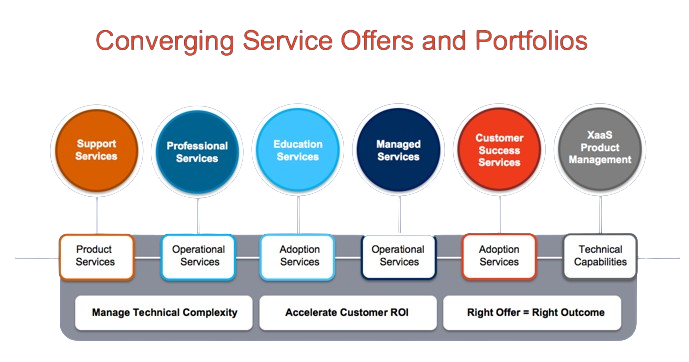 Converging Service Offers and Portfolios
Support
Services
Professional
Services
Education
Services
Managed
Services
Customer
Success
Services
XaaS
Product
Management
Product
Services
Operational
Services
Adoption
Services
Operational
Services
Adoption
Services
Technical
Capabilities
Manage Technical Complexity
Accelerate Customer ROI
Right Offer = Right Outcome